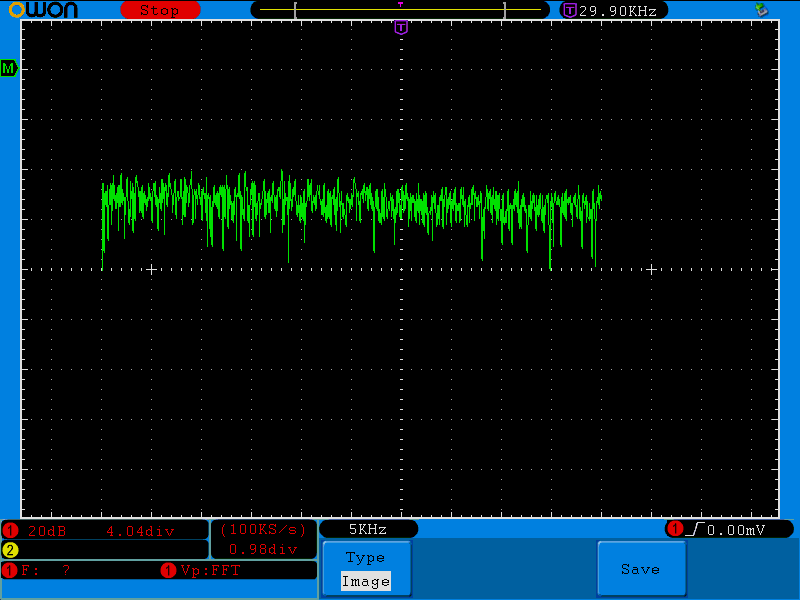 OWON Stop T T 29.90KHz
T
M
1 20dB 4.04div (100KS/s) 5KHz 1 0.00mV
2 0.98div
1 F: ? 1 Vp:FFT
Type
Image
Save